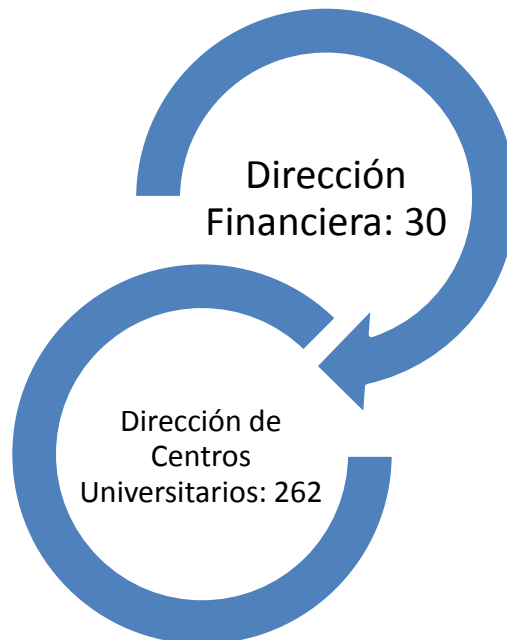 Dirección
Financiera: 30
Dirección de
Centros
Universitarios: 262